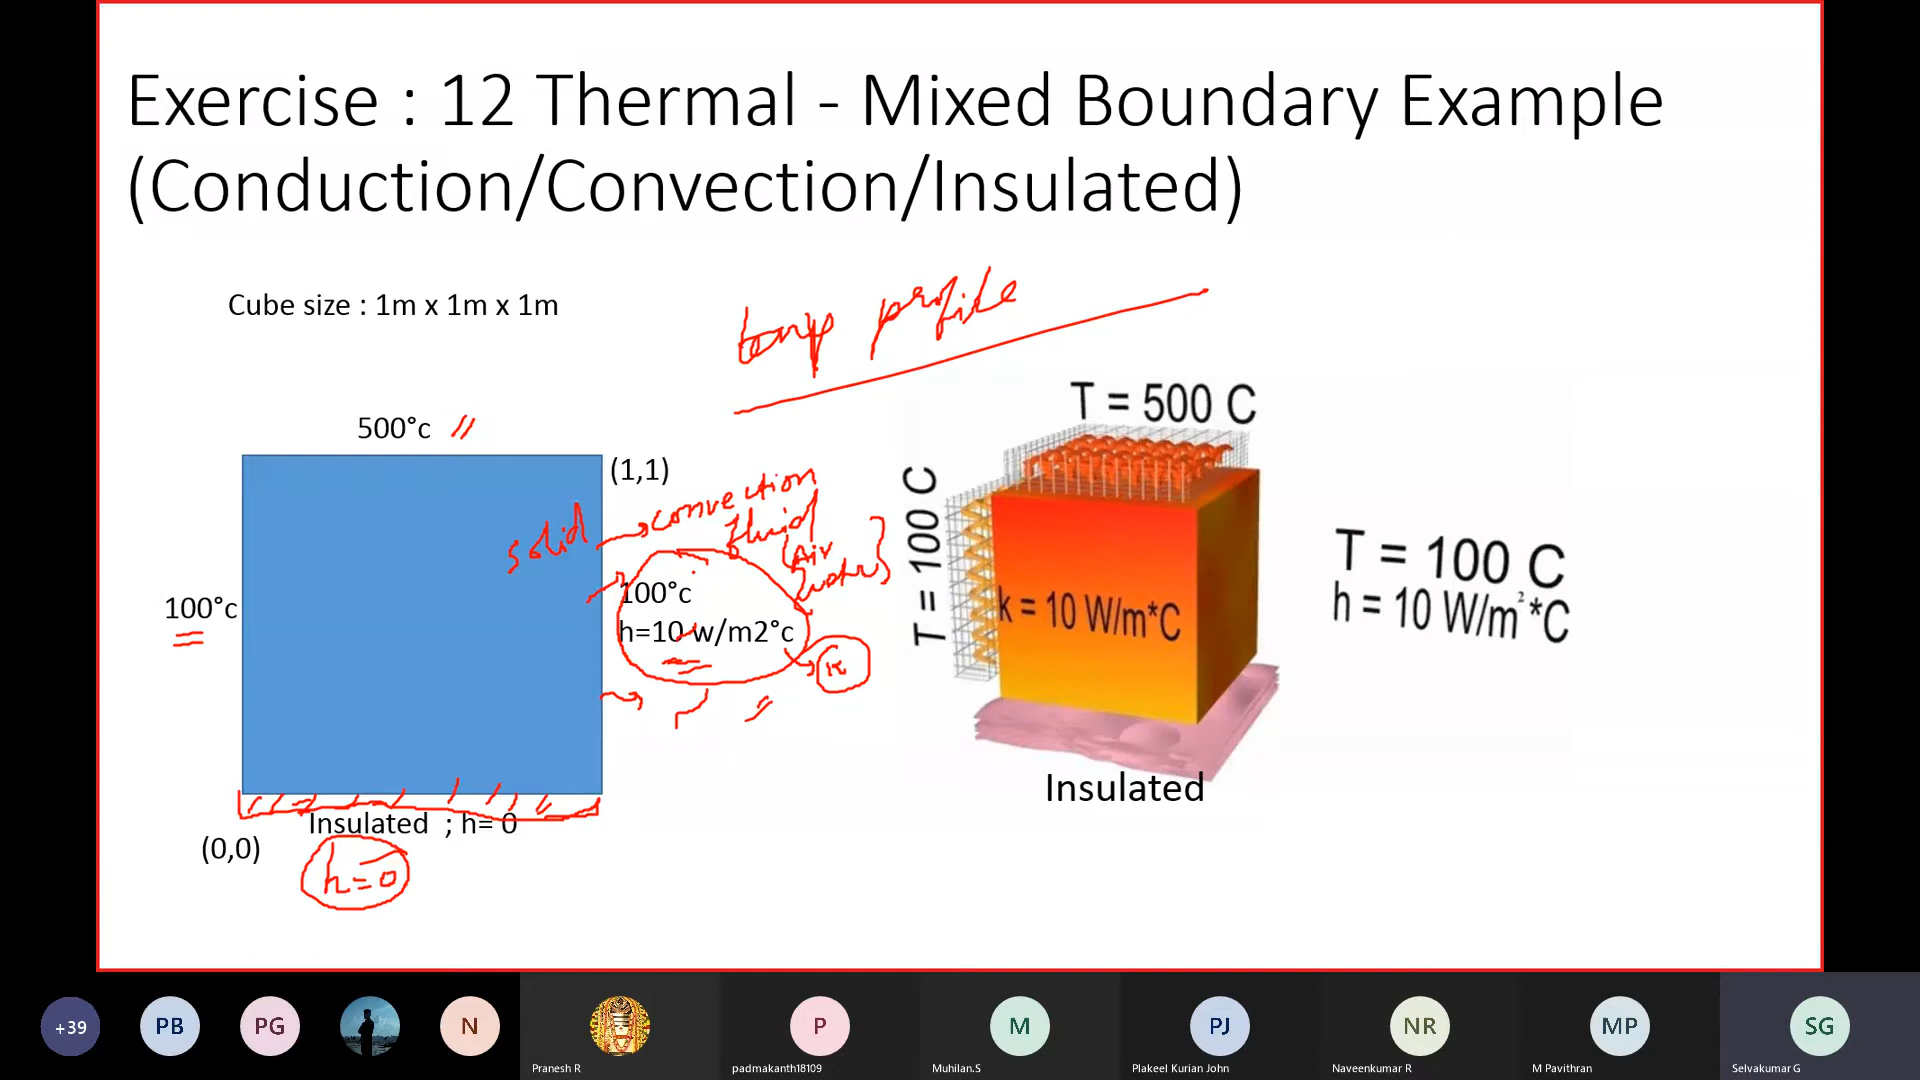 Exercise : 12 Thermal - Mixed Boundary Example
(Conduction/Convection/Insulated)
Cube size : 1m x 1m x 1m
temp profile
500°c
(1,1)
solid
convection
fluid
(Air
water)
100°c
100°c
h=10 w/m2°c
k
Insulated ; h= 0
(0,0)
h=0
T = 500 C
T = 100 C
k = 10 W/m*C
T = 100 C
h = 10 W/m²*C
Insulated
+39
PB
PG
N
P
M
PJ
NR
MP
SG
Pranesh R
padmakanth18109
Muhilan.S
Plakeel Kurian John
Naveenkumar R
M Pavithran
Selvakumar G